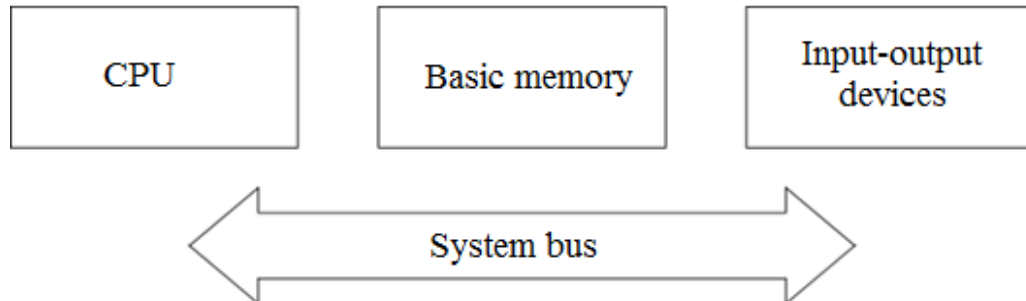 CPU
Basic memory
Input-output
devices
System bus